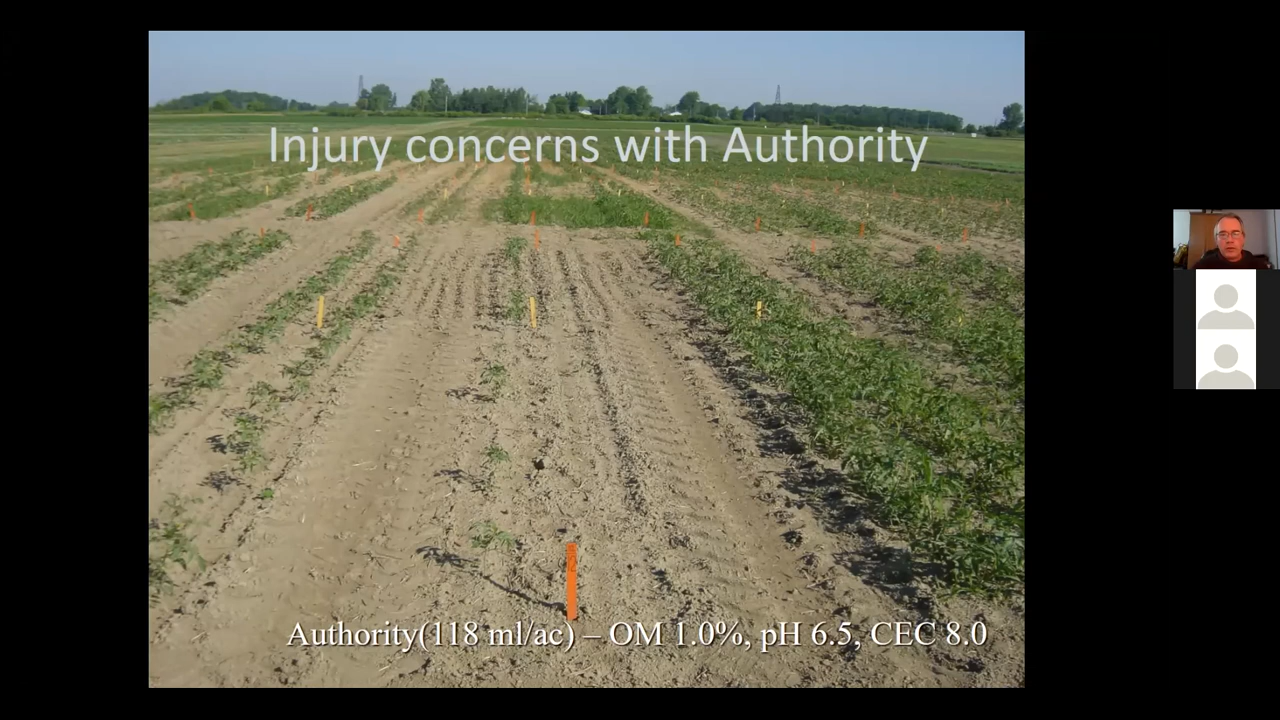 Injury concerns with Authority
Authority(118 ml/ac) – OM 1.0%, pH 6.5, CEC 8.0